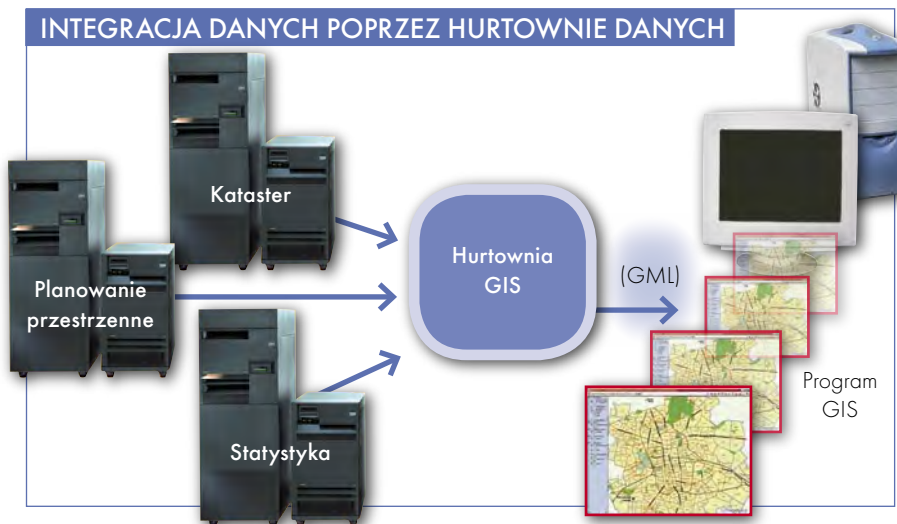 INTEGRACJA DANYCH POPRZEZ HURTOWNIE DANYCH
Kataster
Planowanie
przestrzenne
Statystyka
Hurtownia
GIS
(GML)
Program
GIS